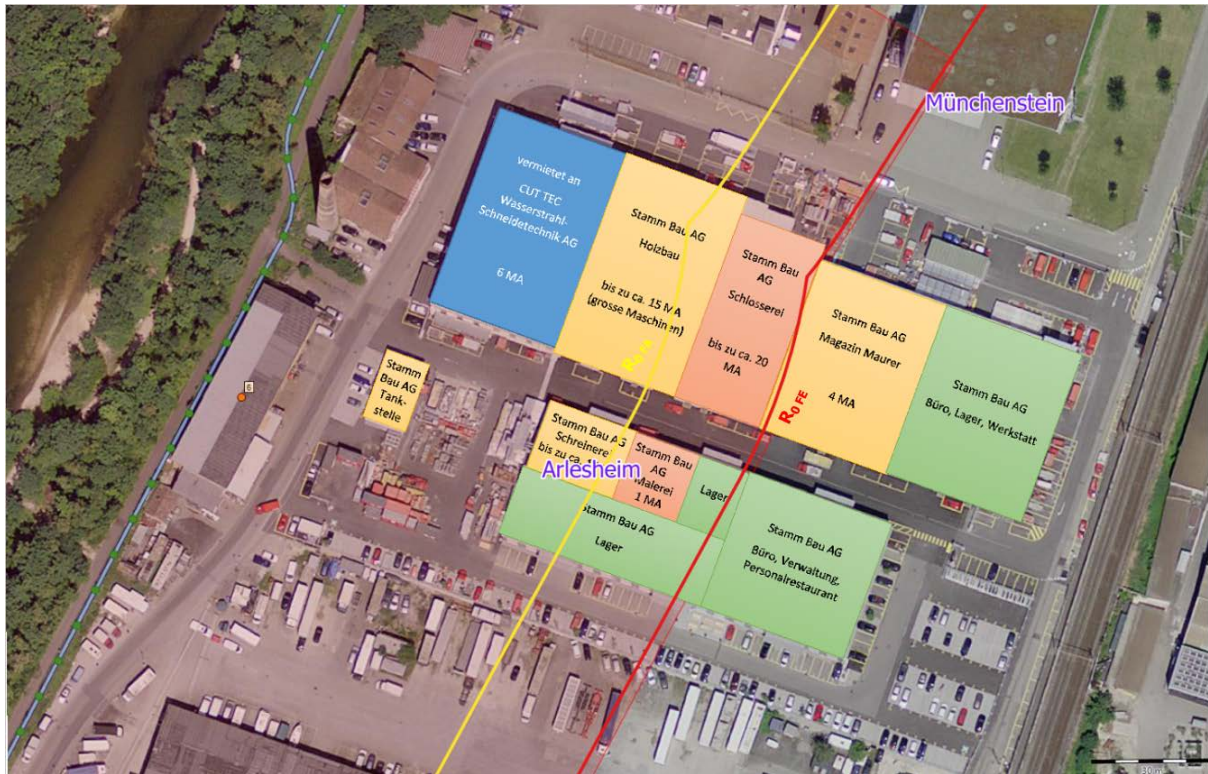 Münchenstein
vermietet an
CUT TEC
Wasserstrahl-
Schneidetechnik AG
6 MA
Stamm Bau AG
Holzbau
bis zu ca. 15 MA
(grosse Maschinen)
Stamm Bau
AG
Schlosserei
bis zu ca. 20
MA
Stamm Bau AG
Magazin Maurer
4 MA
Stamm Bau AG
Büro, Lager, Werkstatt
R0 FE
Stamm
Bau AG
Tank-
stelle
6
Stamm Bau AG
Schreinerei
bis zu ca.
Arlesheim
Stamm Bau
AG
Malerei
1 MA
Lager
Stamm Bau AG
Lager
Stamm Bau AG
Büro, Verwaltung,
Personalrestaurant
30 m